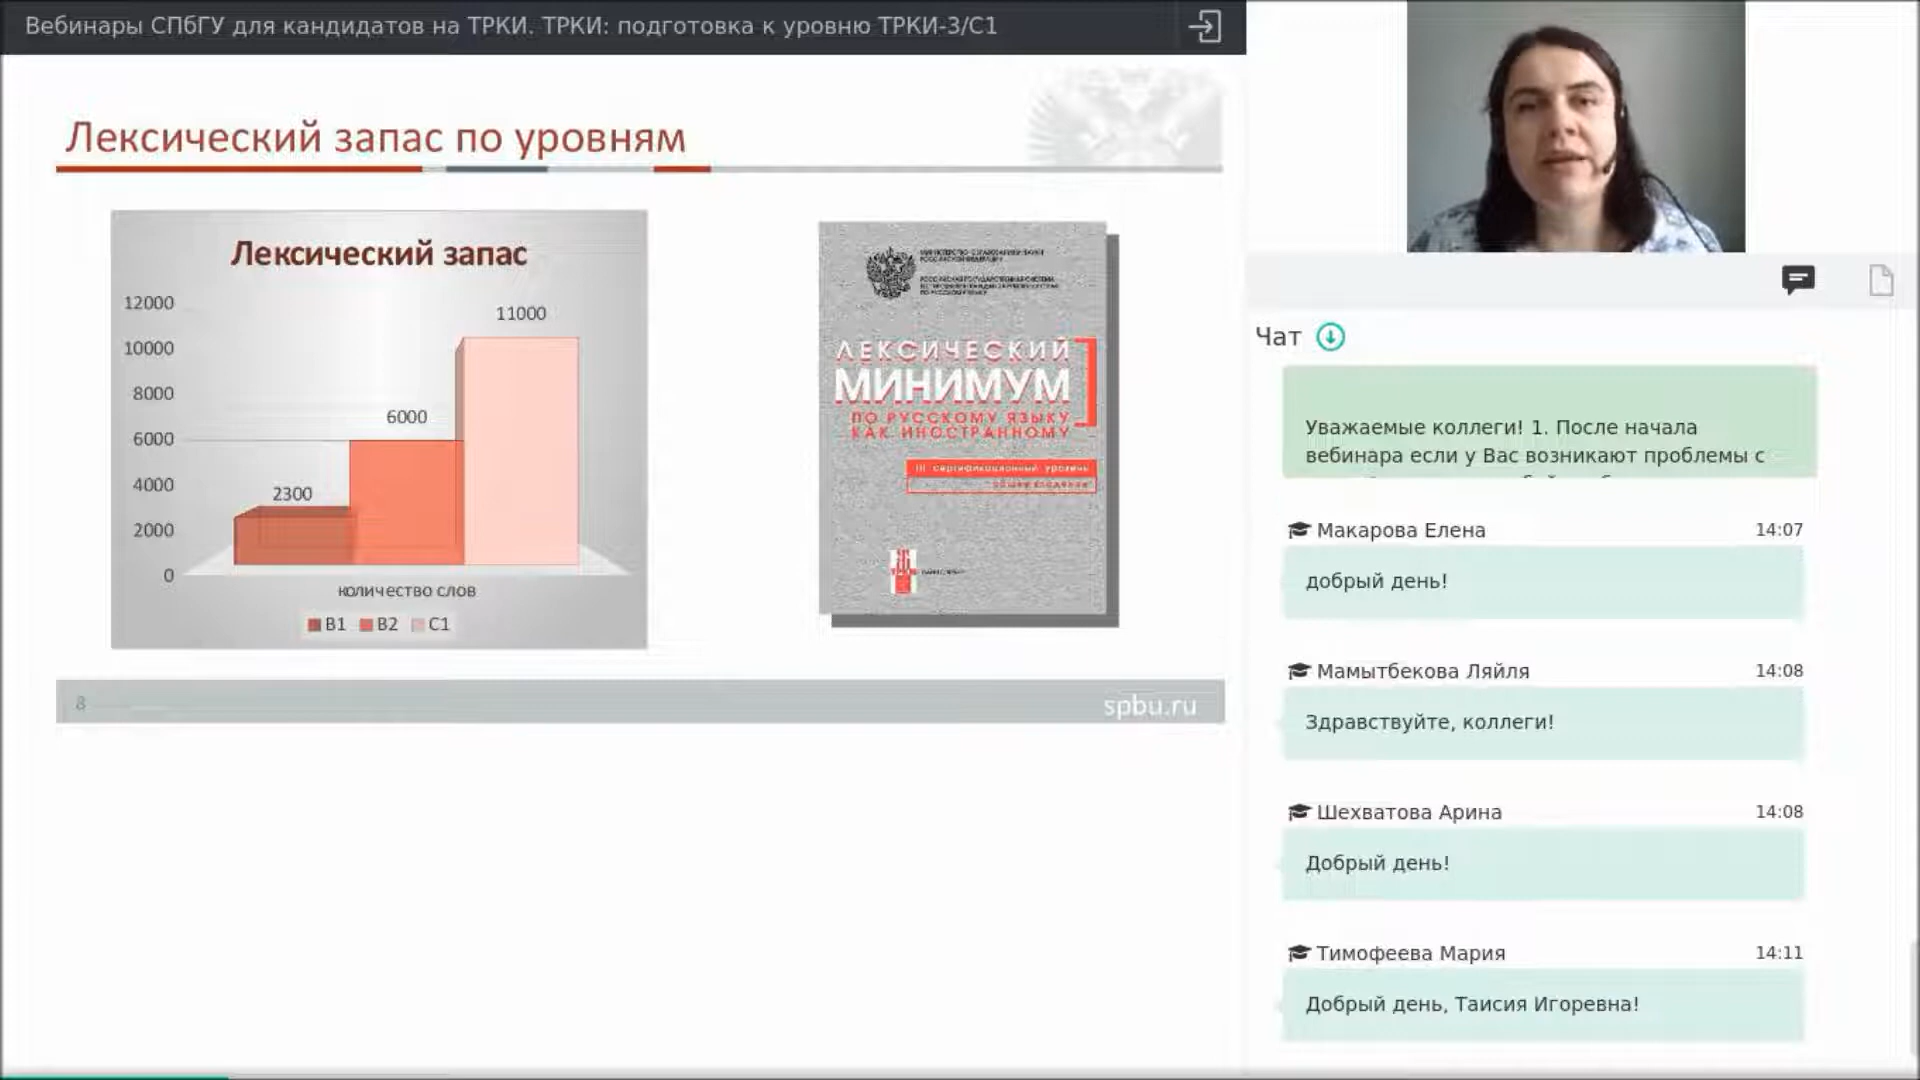 Вебинары СПбГУ для кандидатов на ТРКИ. ТРКИ: подготовка к уровню ТРКИ-3/С1
Лексический запас по уровням
Лексический запас
12000
10000
8000
6000
4000
2000
0
2300
6000
11000
количество слов
B1 B2 C1
ЛЕКСИЧЕСКИЙ
МИНИМУМ
ПО РУССКОМУ ЯЗЫКУ
КАК ИНОСТРАННОМУ
III сертификационный уровень
8
spbu.ru
Чат
Уважаемые коллеги! 1. После начала
вебинара если у Вас возникают проблемы с
Макарова Елена 14:07
добрый день!
Мамытбекова Ляйля 14:08
Здравствуйте, коллеги!
Шехватова Арина 14:08
Добрый день!
Тимофеева Мария 14:11
Добрый день, Таисия Игоревна!